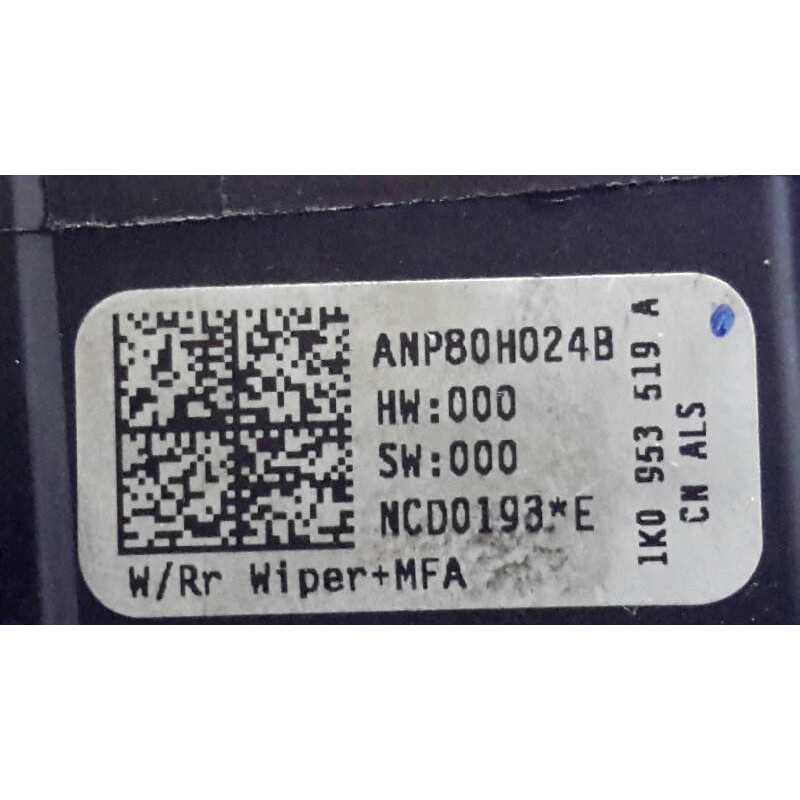 ANP80H024B
HW:000
SW:000
NCD0193*E
W/Rr Wiper+MFA
1K0 953 519 A
CN ALS